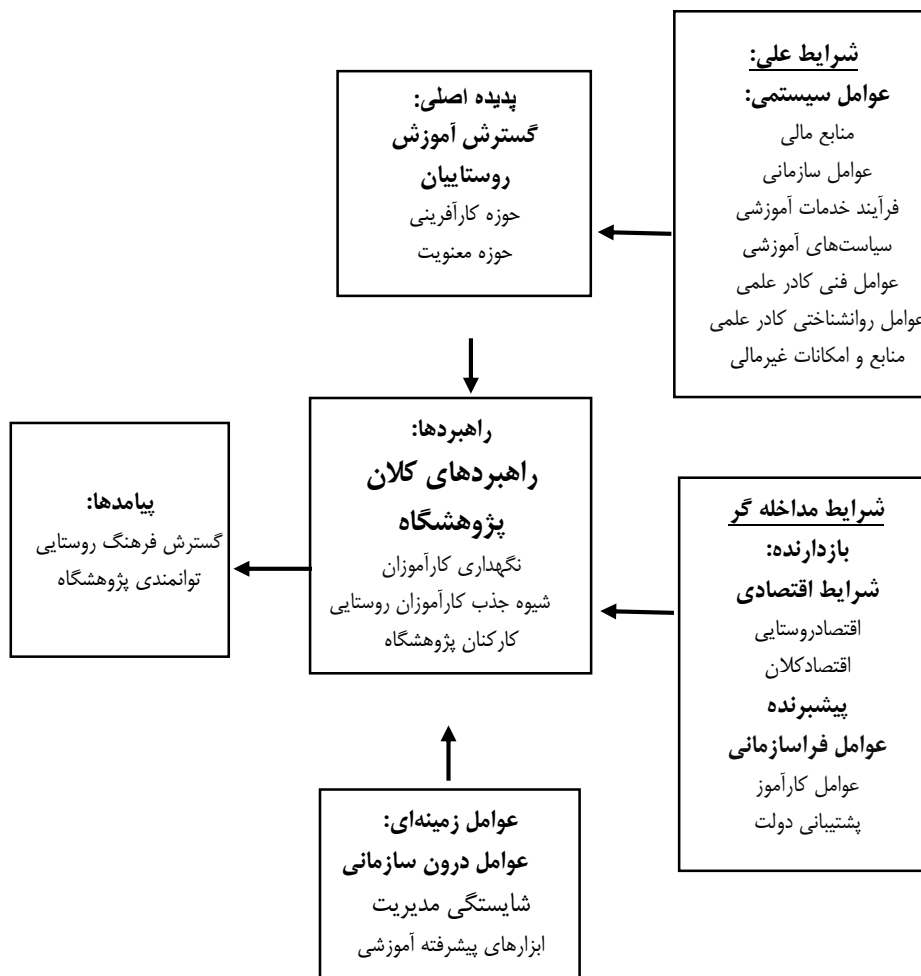 شرایط علی:
عوامل سیستمی:
منابع مالی
عوامل سازمانی
فرآیند خدمات آموزشی
سیاست‌های آموزشی
عوامل فنی کادر علمی
عوامل روانشناختی کادر علمی
منابع و امکانات غیرمالی
پدیده اصلی:
گسترش آموزش
روستاییان
حوزه کارآفرینی
حوزه معنویت
شرایط مداخله گر
بازدارنده:
شرایط اقتصادی
اقتصادروستایی
اقتصادکلان
پیشبرنده
عوامل فراسازمانی
عوامل کارآموز
پشتیبانی دولت
راهبردها:
راهبردهای کلان
پژوهشگاه
نگهداری کارآموزان
شیوه جذب کارآموزان روستایی
کارکنان پژوهشگاه
پیامدها:
گسترش فرهنگ روستایی
توانمندی پژوهشگاه
عوامل زمینه‌ای:
عوامل درون سازمانی
شایستگی مدیریت
ابزارهای پیشرفته آموزشی